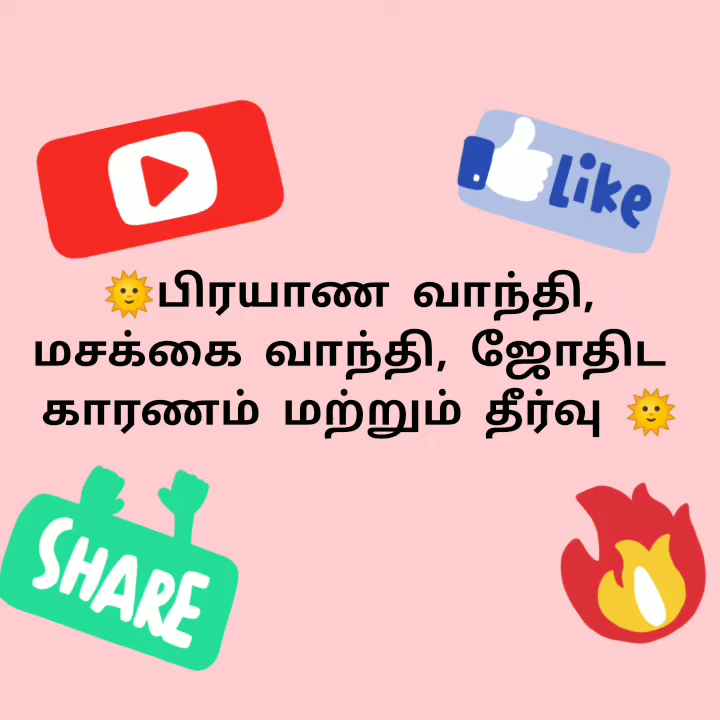 Like
🌞பிரயாண வாந்தி,
மசக்கை வாந்தி, ஜோதிட
காரணம் மற்றும் தீர்வு 🌞
SHARE